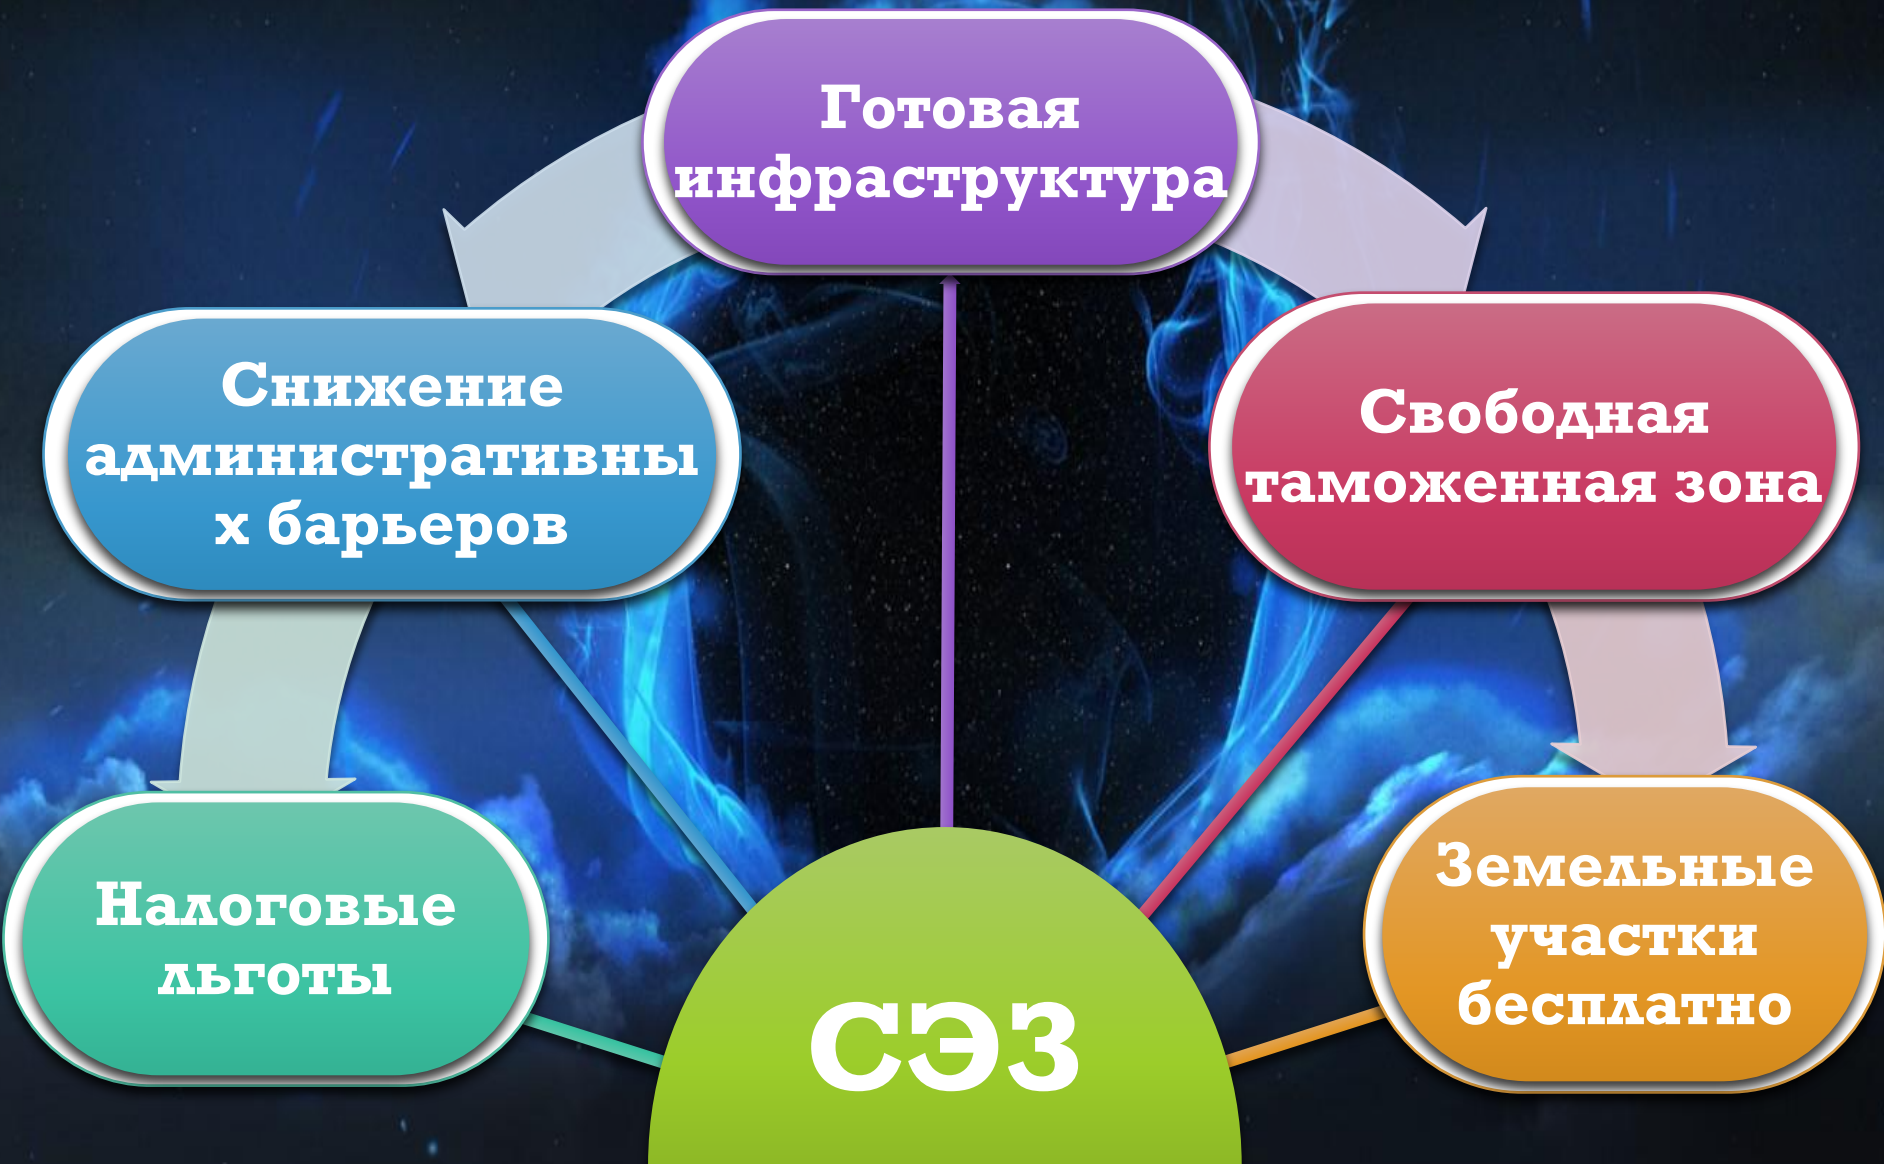 Готовая
инфраструктура
Снижение
административны
х барьеров
Свободная
таможенная зона
Налоговые
льготы
Земельные
участки
бесплатно
СЭЗ